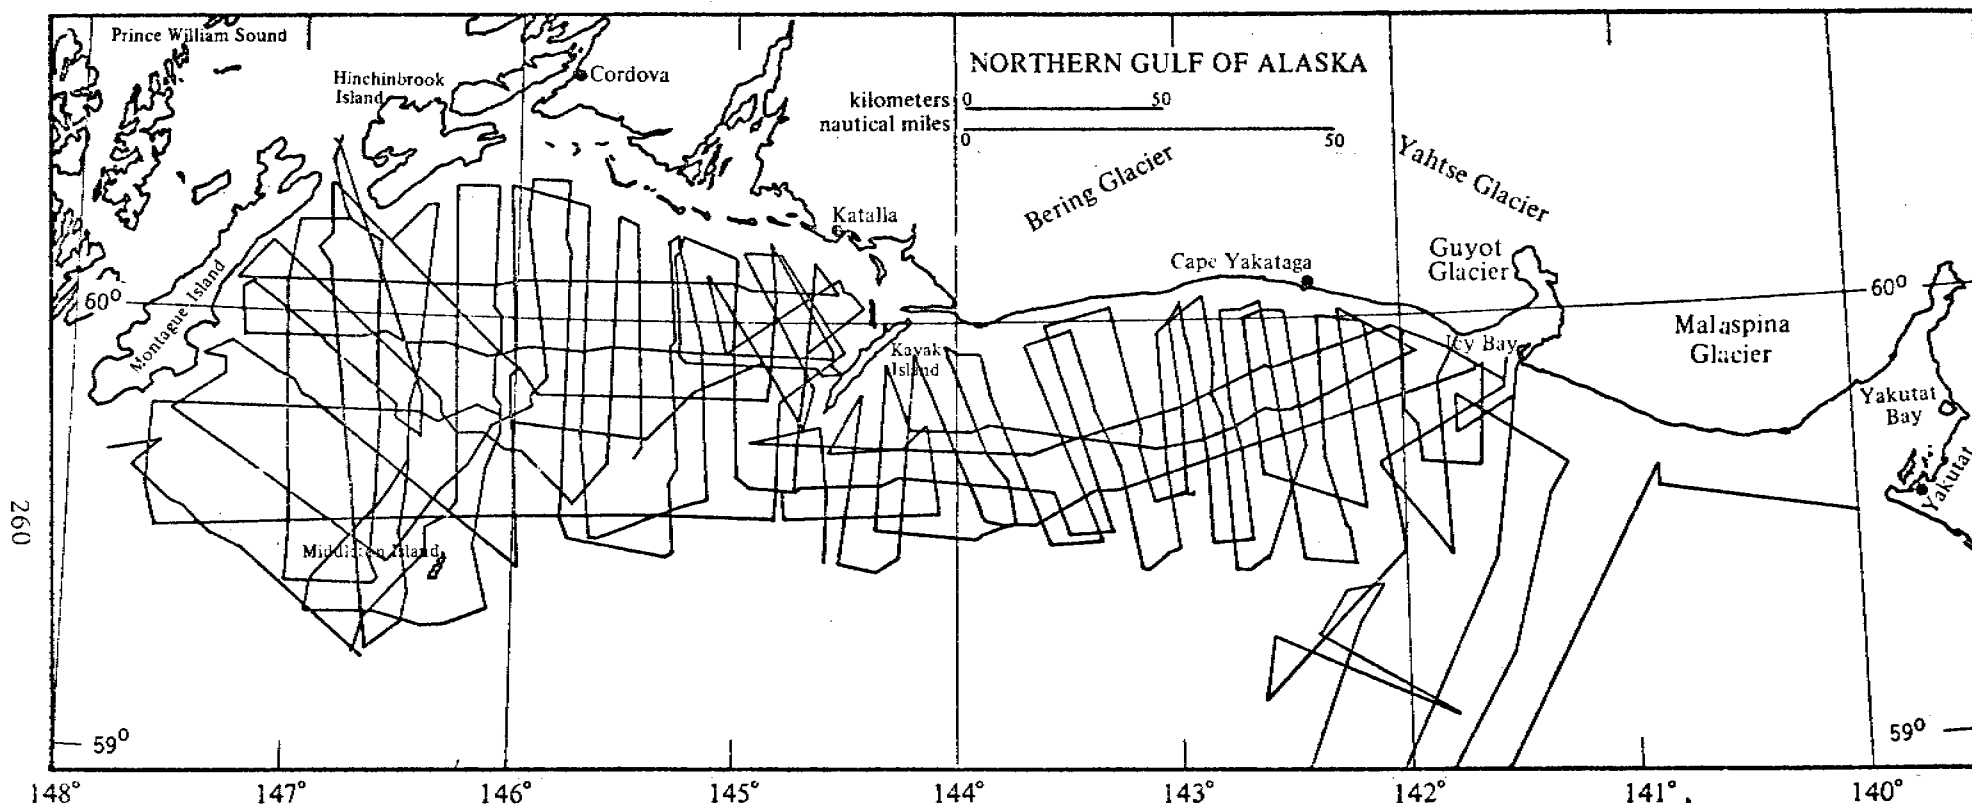 Prince William Sound
Hinchinbrook
Island
Cordova
NORTHERN GULF OF ALASKA
kilometers 0 50
nautical miles 0 50
Bering Glacier
Yahtse Glacier
Katalla
Guyot
Glacier
Cape Yakataga
60°
60°
Montague Island
Malaspina
Glacier
Kayak
Island
Icy Bay
Yakutat
Bay
Yakutat
Middleton Island
260
59°
59°
148° 147° 146° 145° 144° 143° 142° 141° 140°